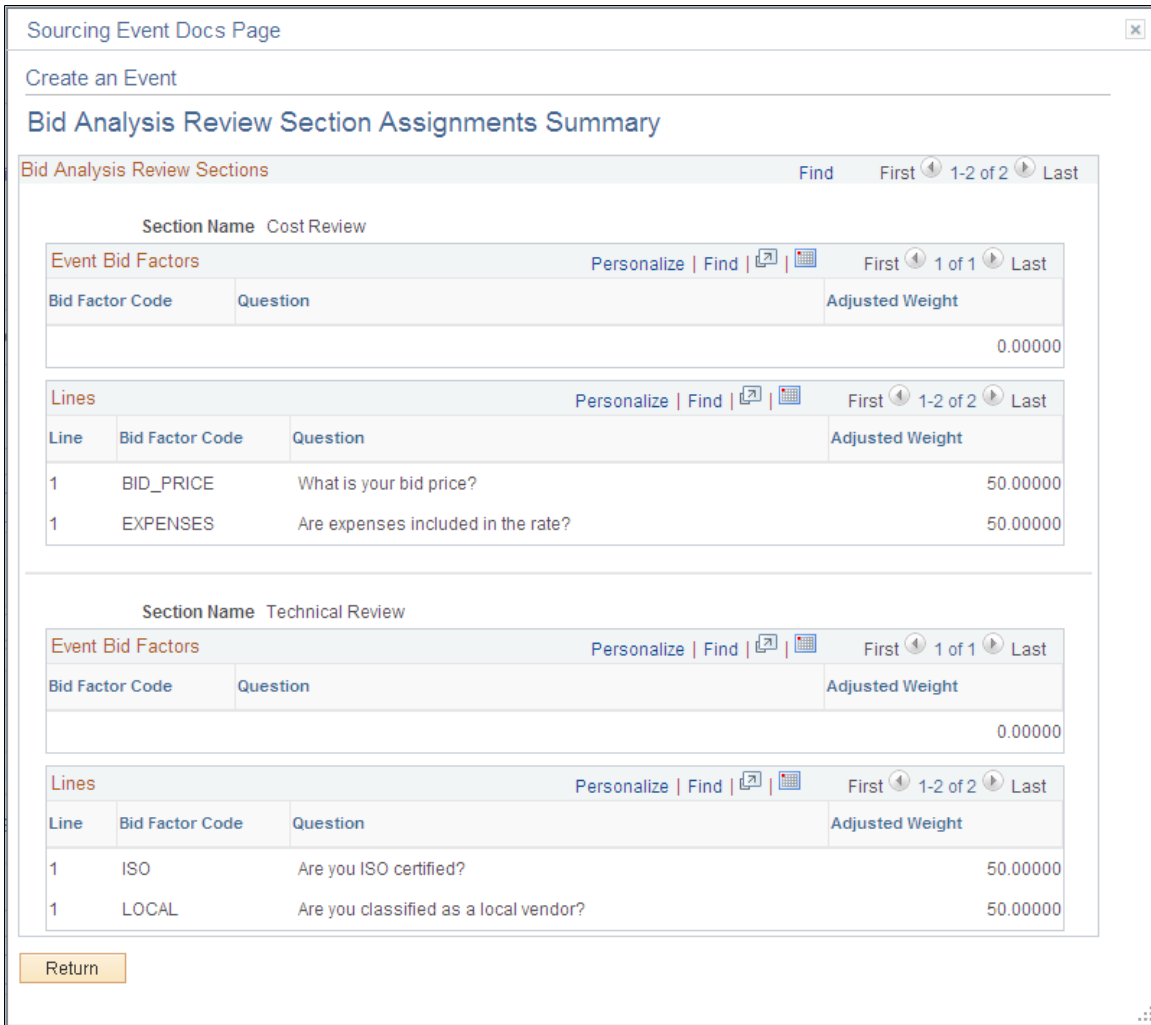 Sourcing Event Docs Page
Create an Event
Bid Analysis Review Section Assignments Summary
Bid Analysis Review Sections Find First 1-2 of 2 Last
Section Name Cost Review
Event Bid Factors Personalize | Find | | First 1 of 1 Last
Bid Factor Code Question Adjusted Weight
0.00000
Lines Personalize | Find | | First 1-2 of 2 Last
Line Bid Factor Code Question Adjusted Weight
1 BID_PRICE What is your bid price? 50.00000
1 EXPENSES Are expenses included in the rate? 50.00000
Section Name Technical Review
Event Bid Factors Personalize | Find | | First 1 of 1 Last
Bid Factor Code Question Adjusted Weight
0.00000
Lines Personalize | Find | | First 1-2 of 2 Last
Line Bid Factor Code Question Adjusted Weight
1 ISO Are you ISO certified? 50.00000
1 LOCAL Are you classified as a local vendor? 50.00000
Return